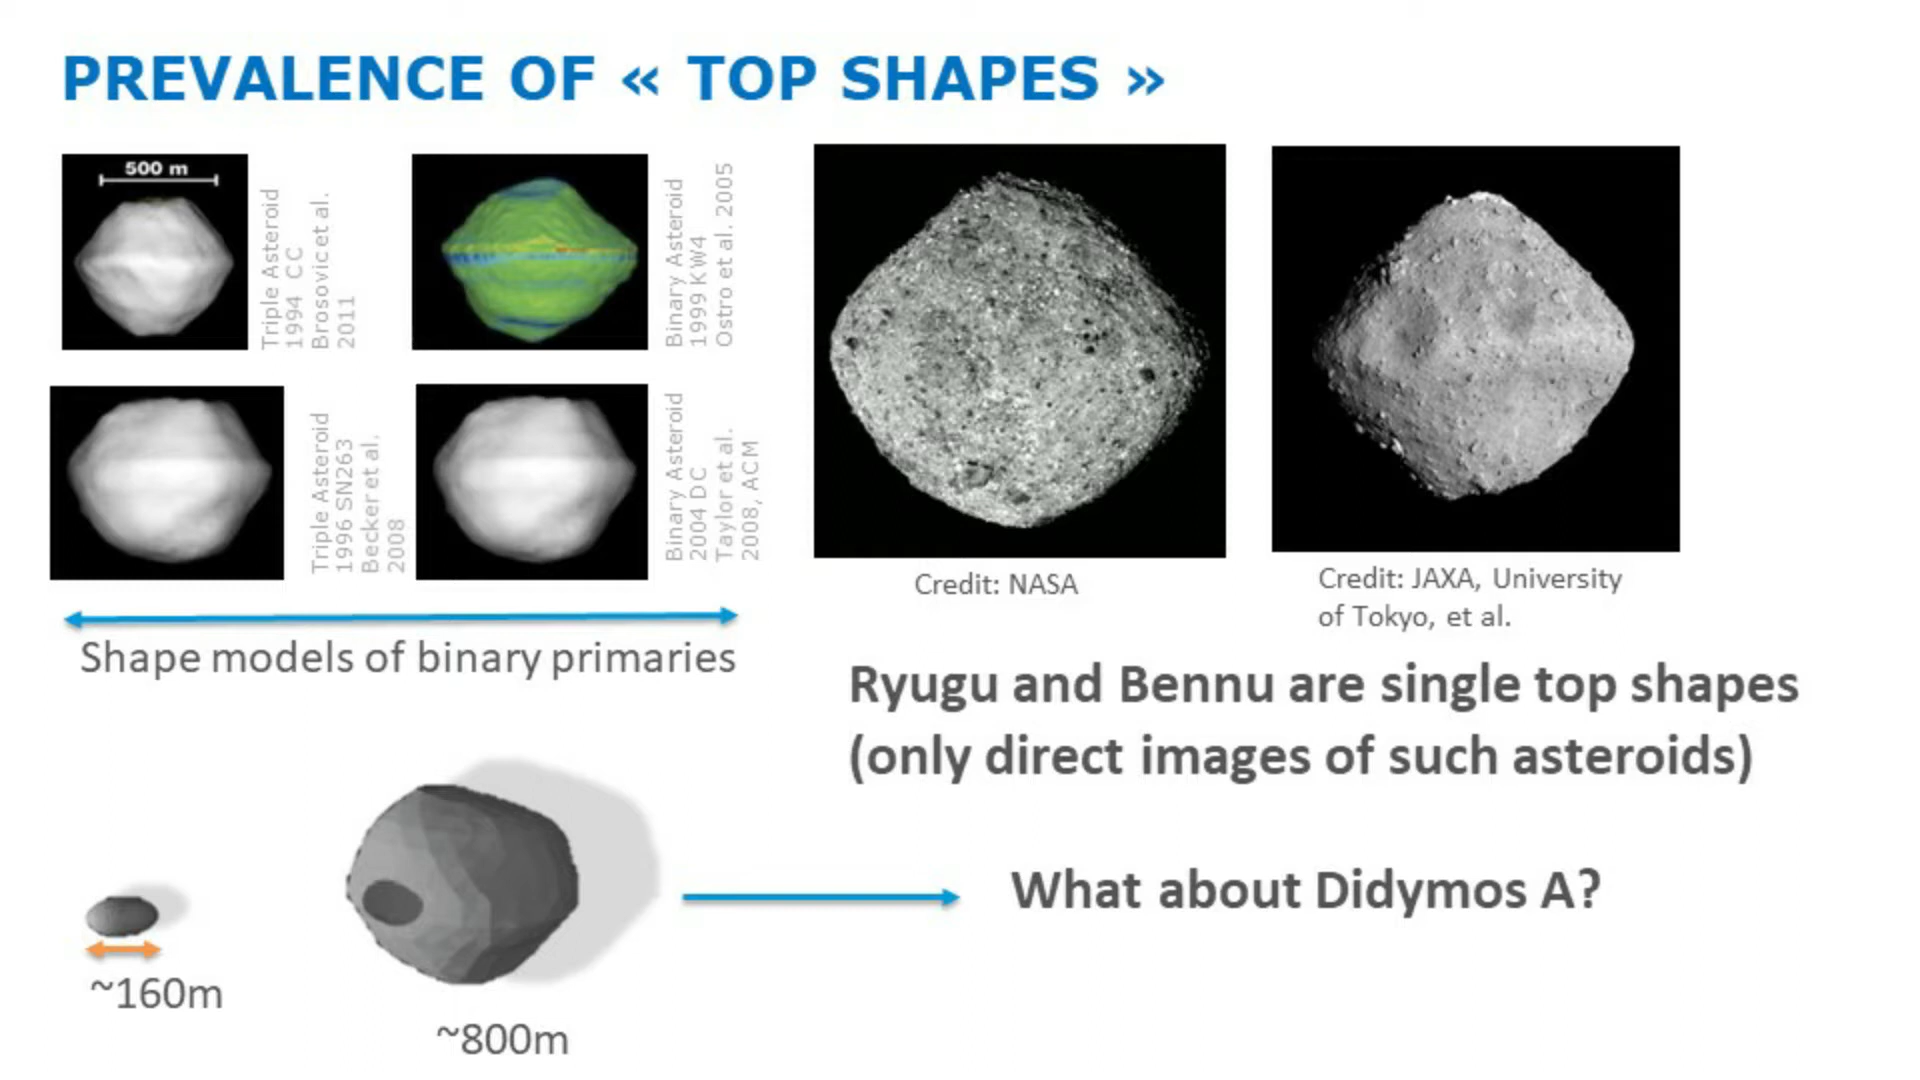 PREVALENCE OF « TOP SHAPES »
500 m
Triple Asteroid
1994 CC
Brosovic et al.
2011
Binary Asteroid
1999 KW4
Ostro et al. 2005
Triple Asteroid
1996 SN263
Becker et al.
2008
Binary Asteroid
2004 DC
Taylor et al.
2008, ACM
Shape models of binary primaries
Credit: NASA
Credit: JAXA, University
of Tokyo, et al.
Ryugu and Bennu are single top shapes
(only direct images of such asteroids)
What about Didymos A?
~160m
~800m